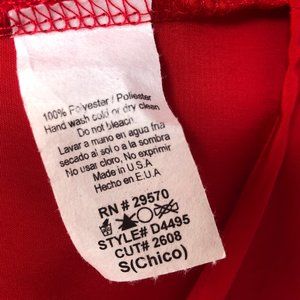 100% Polyester / Poliester
Hand wash cold or dry clean
Do not bleach.
Lavar a mano en agua fria
secado al sol o a la sombra
No usar cloro. No exprimir
Made in U.S.A
Hecho en E.U.A
RN # 29570
STYLE# D4495
CUT# 2608
S(Chico)